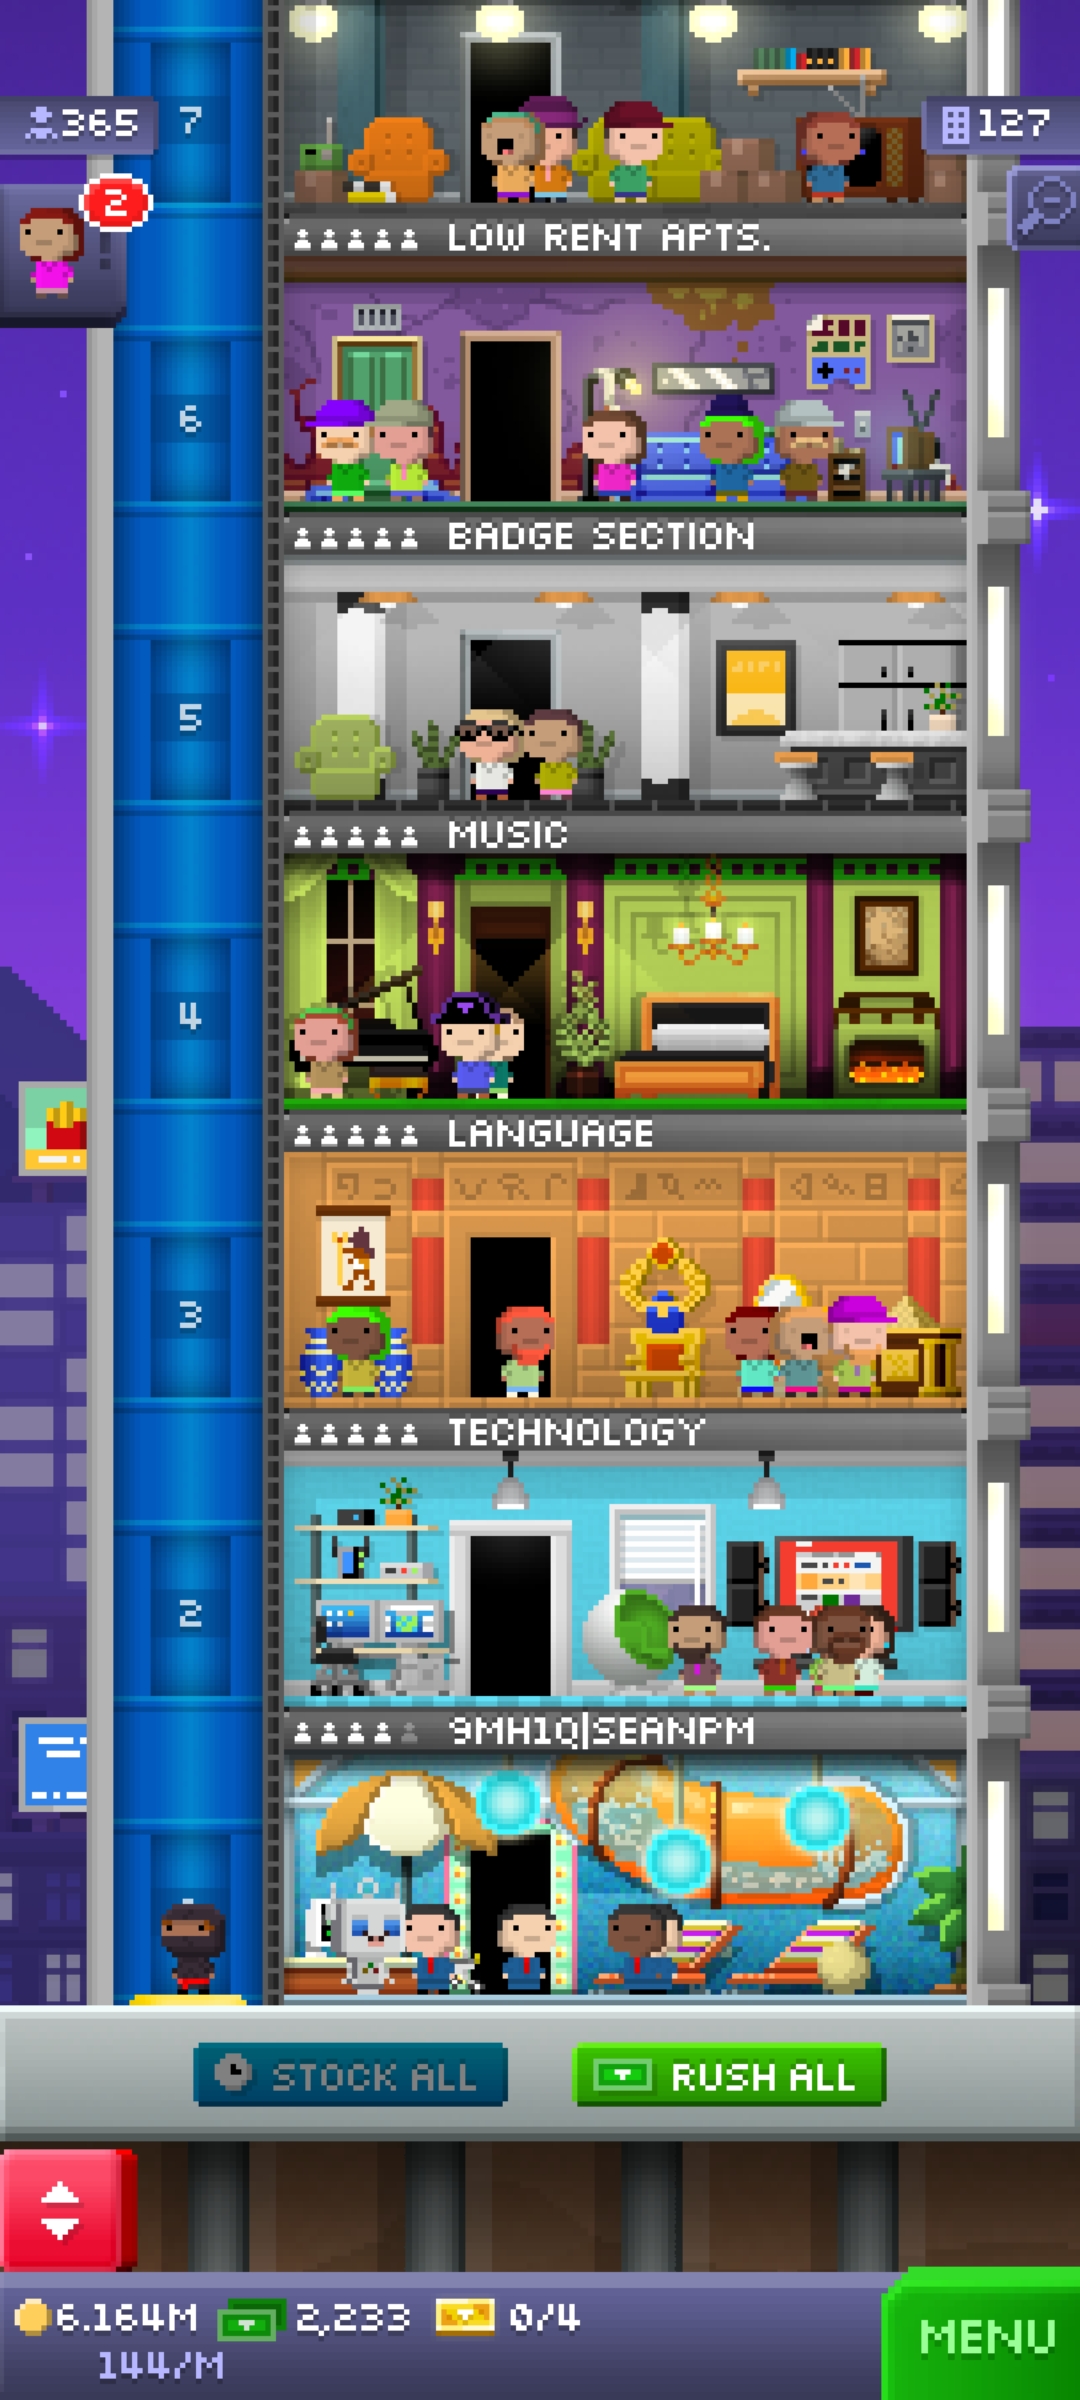 7
365
127
2
LOW RENT APTS.
6
BADGE SECTION
5
MUSIC
4
LANGUAGE
3
TECHNOLOGY
2
9MH1Q|SEANPM
STOCK ALL
RUSH ALL
6.164M
2,233
0/4
144/M
MENU